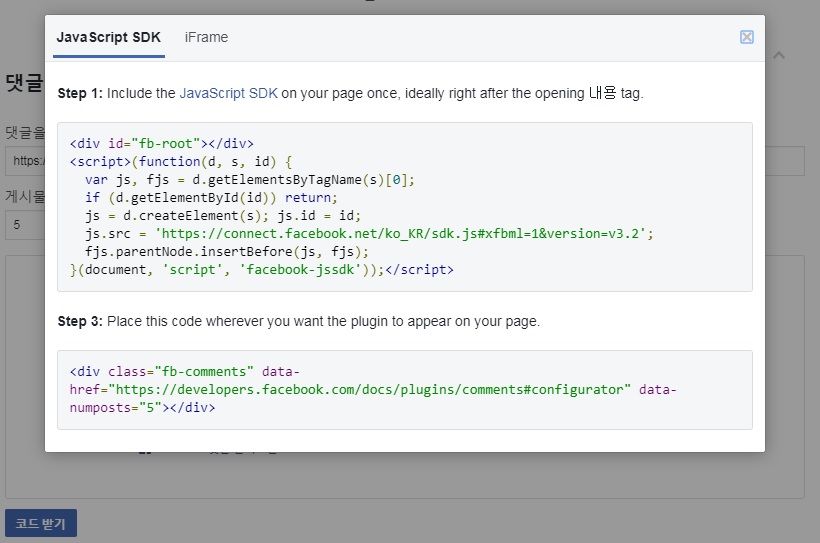 JavaScript SDK
iFrame
댓글
Step 1: Include the JavaScript SDK on your page once, ideally right after the opening 내용 tag.
댓글을
https:/
게시물
5
<div id="fb-root"></div>
<script>(function(d, s, id) {
  var js, fjs = d.getElementsByTagName(s)[0];
  if (d.getElementById(id)) return;
  js = d.createElement(s); js.id = id;
  js.src = 'https://connect.facebook.net/ko_KR/sdk.js#xfbml=1&version=v3.2';
  fjs.parentNode.insertBefore(js, fjs);
}(document, 'script', 'facebook-jssdk'));</script>
Step 3: Place this code wherever you want the plugin to appear on your page.
<div class="fb-comments" data-
href="https://developers.facebook.com/docs/plugins/comments#configurator" data-
numposts="5"></div>
코드 받기